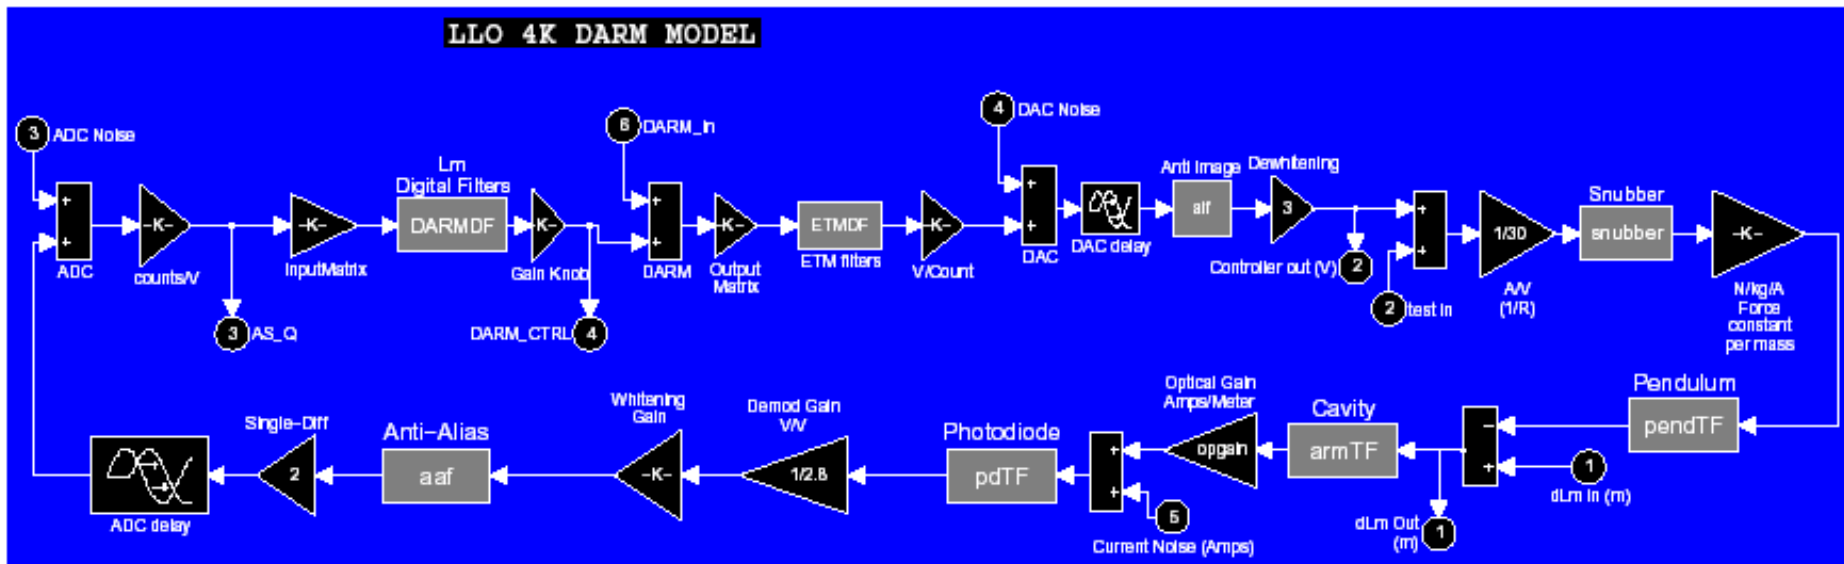 LLO 4K DARM MODEL
3 ADC Noise
6 DARM_In
4 DAC Noise
Lm
Digital Filters
Anti Image
Dewhitening
Snubber
+
+
ADC
-K-
counts/V
-K-
InputMatrix
DARMDF
K-
Gain Knob
+
+
DARM
-K-
Output
Matrix
ETMDF
ETM filters
K-
V/Count
+
+
DAC
DAC delay
aif
3
Controller out (V) 2
+
+
2 test in
1/30
A/V
(1/R)
snubber
-K-
N/kg/A
Force
constant
per mass
3 AS_Q
DARM_CTRL 4
ADC delay
Single-Diff
2
Anti-Alias
aaf
Whitening
Gain
-K-
Demod Gain
V/V
1/2.8
Photodiode
pdTF
+
+
5
Current Noise (Amps)
Optical Gain
Amps/Meter
opgain
Cavity
armTF
dLm Out
(m) 1
-
+
1
dLm In (m)
Pendulum
pendTF